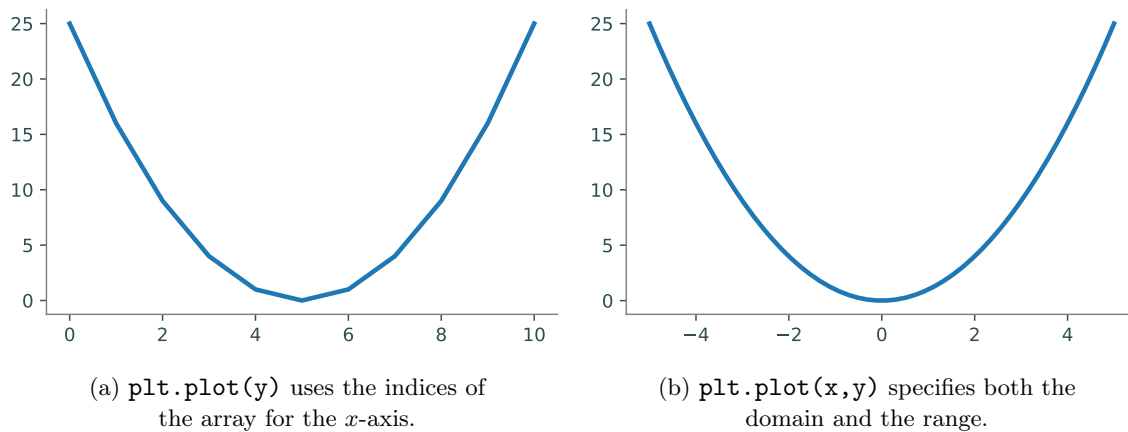 25
20
15
10
5
0
0 2 4 6 8 10
(a) plt.plot(y) uses the indices of
the array for the x-axis.
25
20
15
10
5
0
−4 −2 0 2 4
(b) plt.plot(x,y) specifies both the
domain and the range.